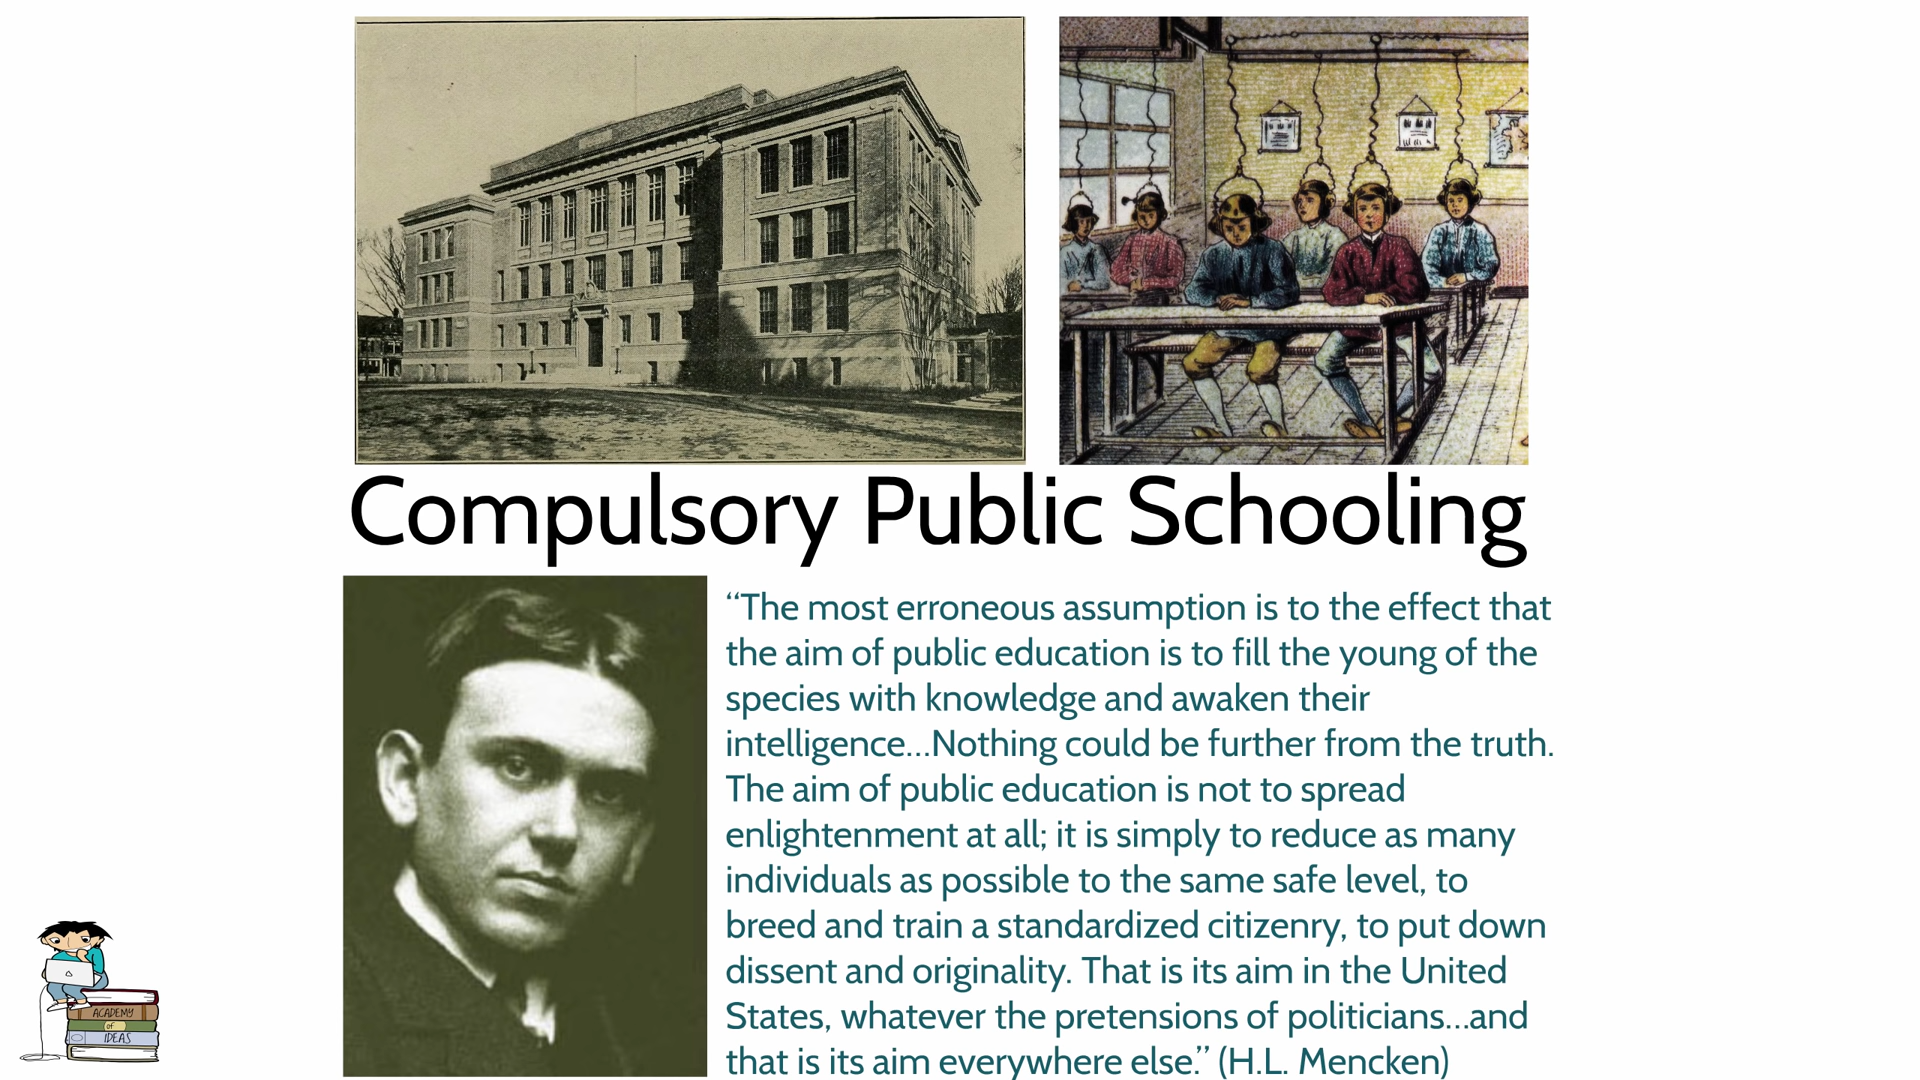 Compulsory Public Schooling
“The most erroneous assumption is to the effect that
the aim of public education is to fill the young of the
species with knowledge and awaken their
intelligence...Nothing could be further from the truth.
The aim of public education is not to spread
enlightenment at all; it is simply to reduce as many
individuals as possible to the same safe level, to
breed and train a standardized citizenry, to put down
dissent and originality. That is its aim in the United
States, whatever the pretensions of politicians...and
that is its aim everywhere else.” (H.L. Mencken)
ACADEMY
of
IDEAS